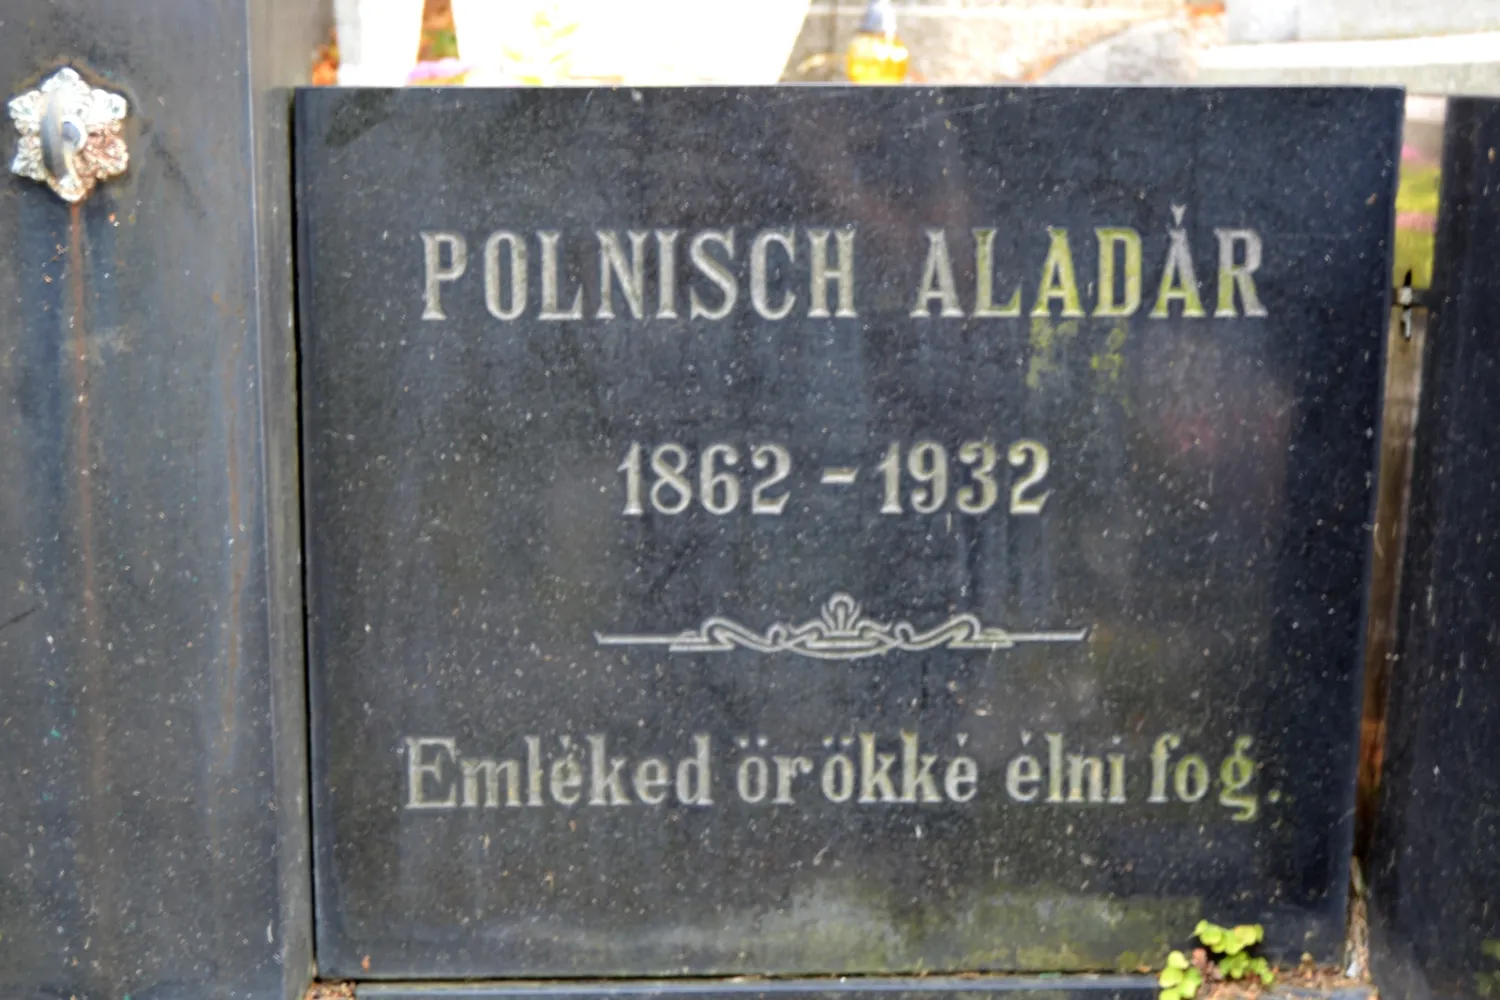 POLNISCH ALADÁR
1862 - 1932
Emléked örökké élni fog.